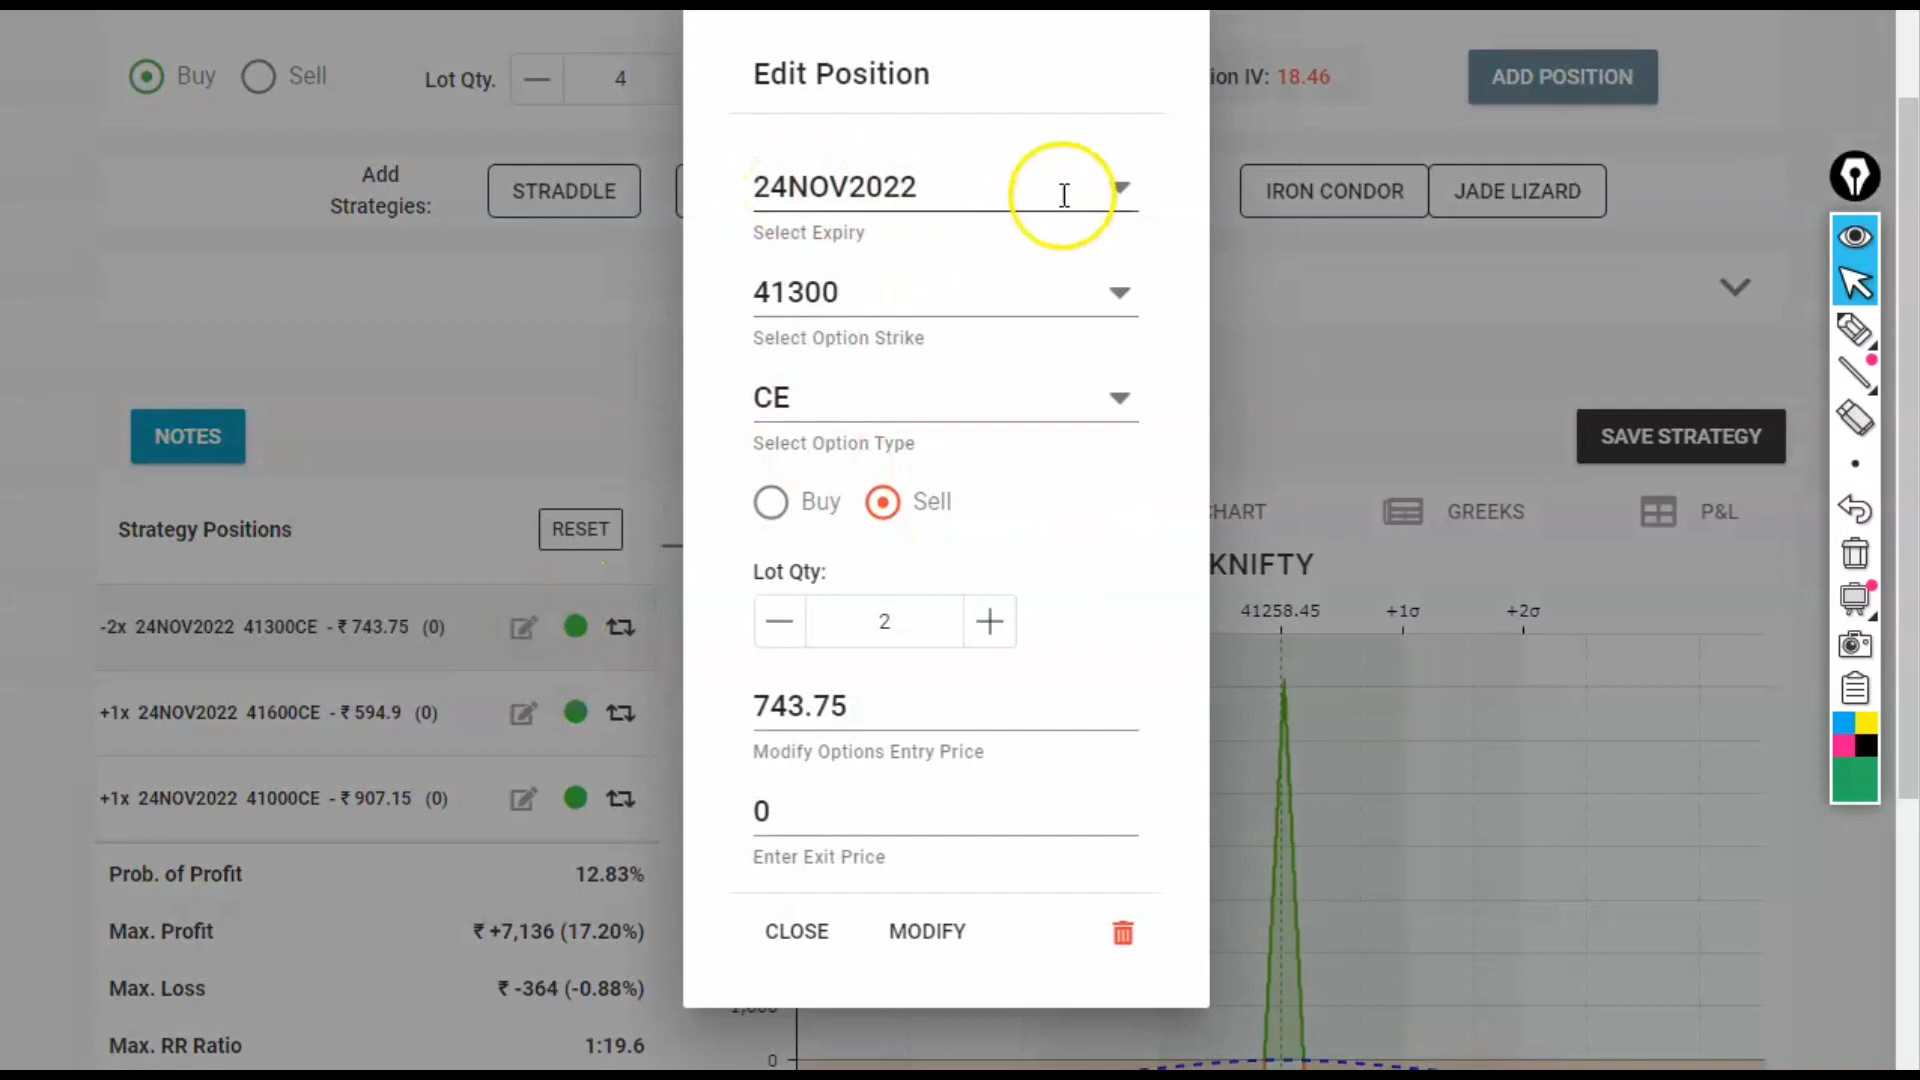 Edit Position
Buy Sell Lot Qty. 4 ion IV: 18.46 ADD POSITION
24NOV2022
Select Expiry
Add
Strategies:
STRADDLE IRON CONDOR JADE LIZARD
41300
Select Option Strike
CE
Select Option Type
NOTES SAVE STRATEGY
Buy Sell
Strategy Positions RESET
HART GREEKS P&L
KNIFTY
Lot Qty:
2
41258.45 +1σ +2σ
-2x 24NOV2022 41300CE - ₹ 743.75 (0)
+1x 24NOV2022 41600CE - ₹ 594.9 (0)
+1x 24NOV2022 41000CE - ₹ 907.15 (0)
743.75
Modify Options Entry Price
0
Enter Exit Price
CLOSE MODIFY
Prob. of Profit 12.83%
Max. Profit ₹ +7,136 (17.20%)
Max. Loss ₹ -364 (-0.88%)
Max. RR Ratio 1:19.6
0